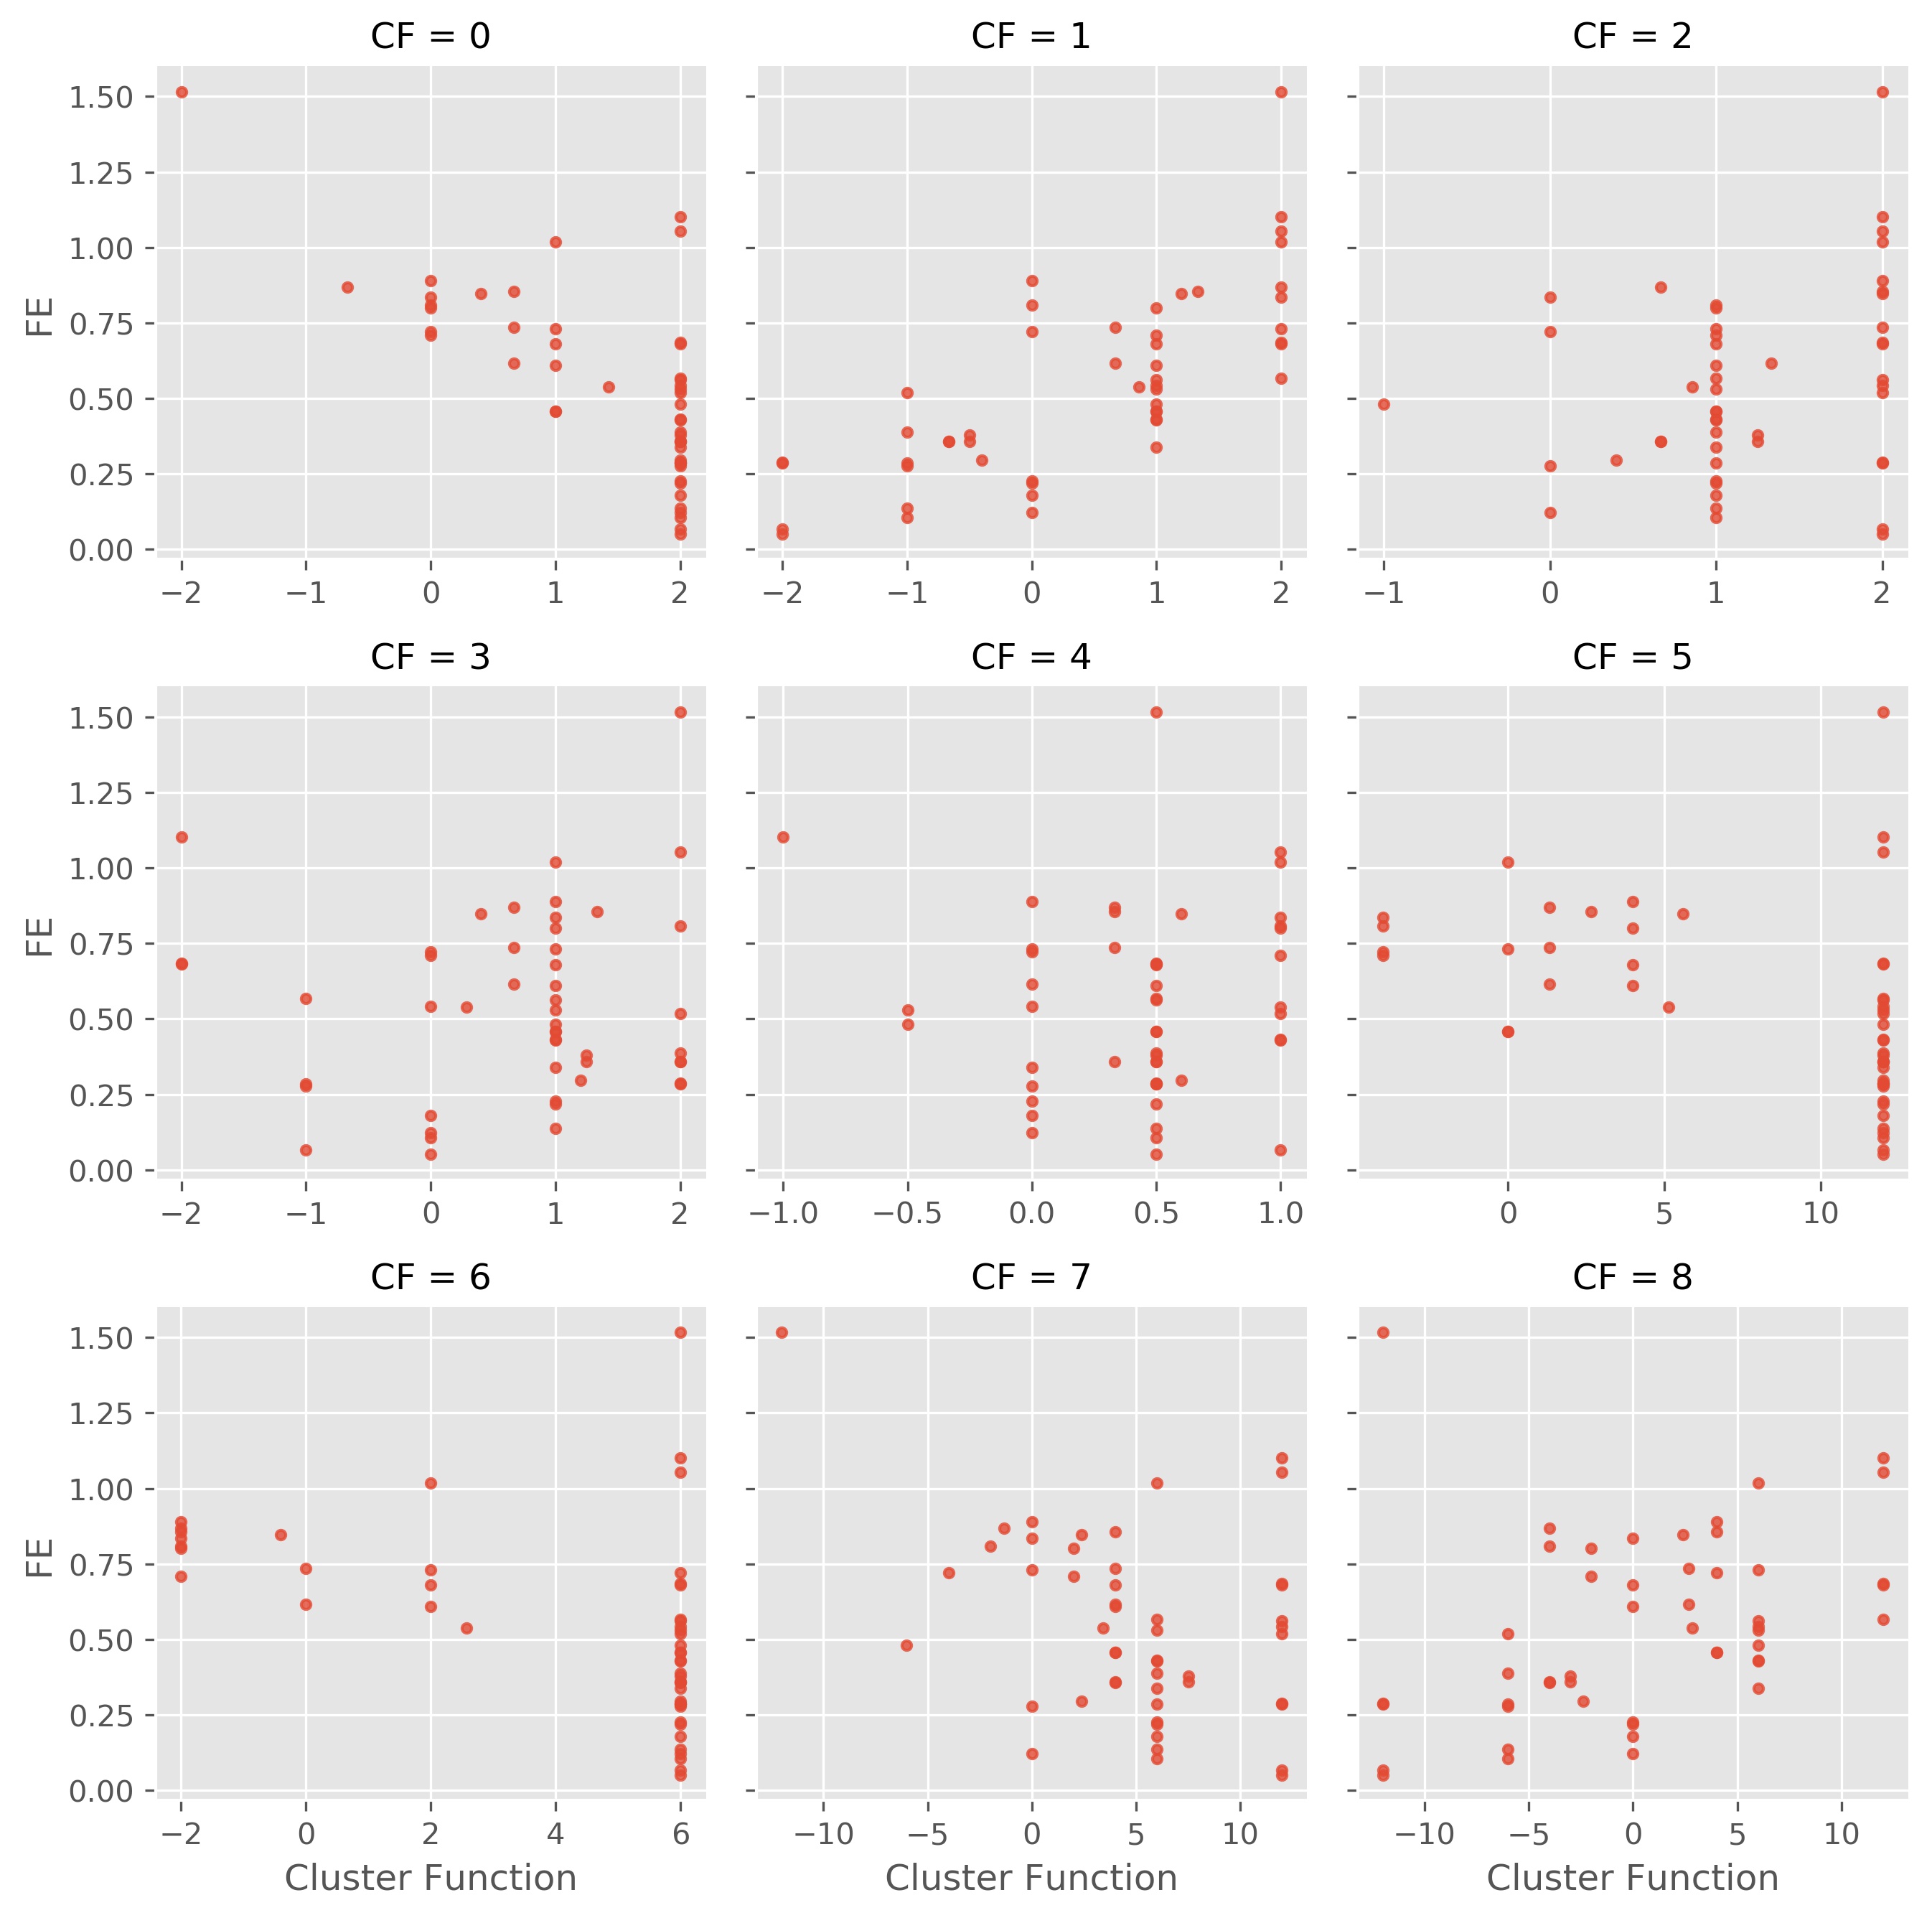 CF = 0
CF = 1
CF = 2
FE
1.50
1.25
1.00
0.75
0.50
0.25
0.00
−2 −1 0 1 2
−2 −1 0 1 2
−1 0 1 2
CF = 3
CF = 4
CF = 5
FE
1.50
1.25
1.00
0.75
0.50
0.25
0.00
−2 −1 0 1 2
−1.0 −0.5 0.0 0.5 1.0
0 5 10
CF = 6
CF = 7
CF = 8
FE
1.50
1.25
1.00
0.75
0.50
0.25
0.00
−2 0 2 4 6
−10 −5 0 5 10
−10 −5 0 5 10
Cluster Function
Cluster Function
Cluster Function